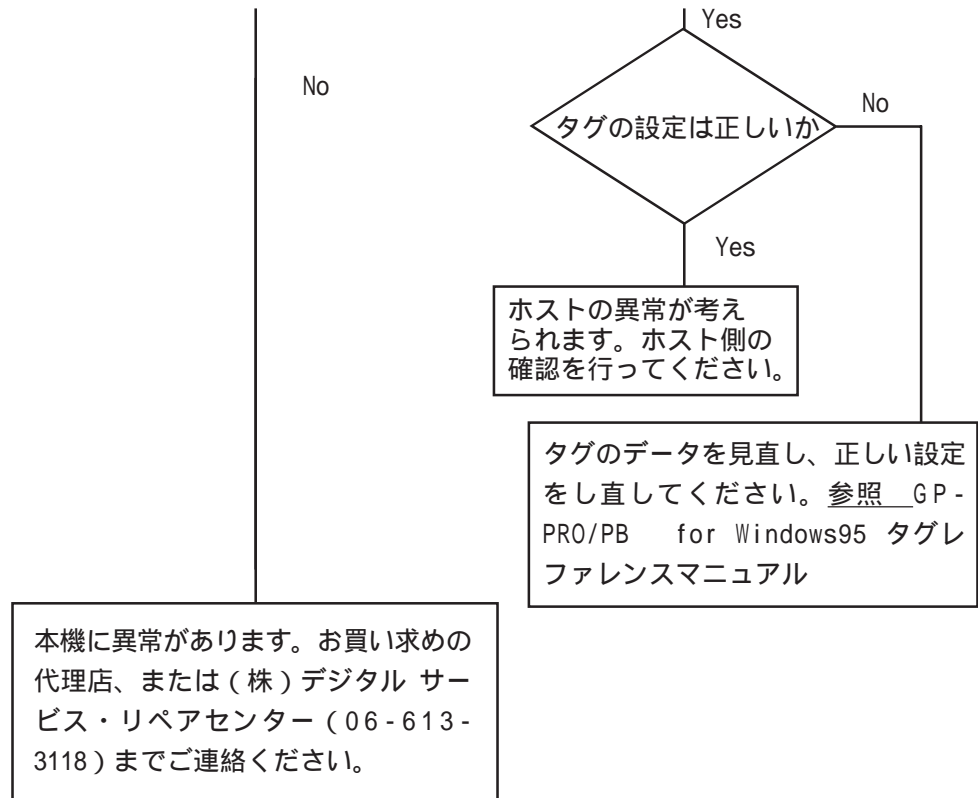 Yes
No
タグの設定は正しいか
No
Yes
ホストの異常が考え
られます。ホスト側の
確認を行ってください。
タグのデータを見直し、正しい設定
をし直してください。参照 GP-
PRO/PB for Windows95 タグレ
ファレンスマニュアル
本機に異常があります。お買い求めの
代理店、または(株)デジタル サー
ビス・リペアセンター(06-613-
3118)までご連絡ください。